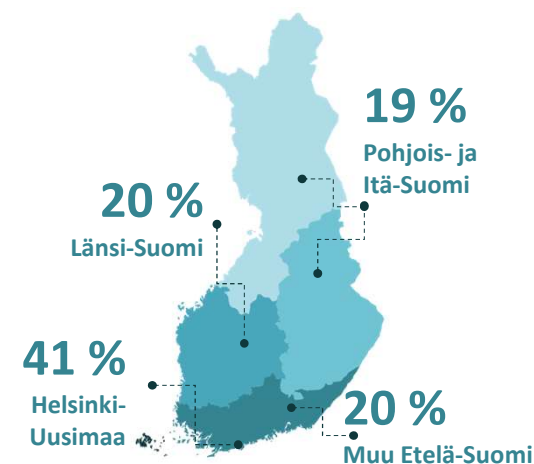 19 %
Pohjois- ja
Itä-Suomi
20 %
Länsi-Suomi
41 %
Helsinki-
Uusimaa
20 %
Muu Etelä-Suomi